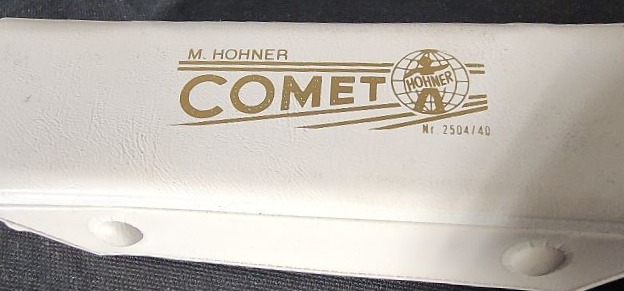 M. HOHNER
COMET
HOHNER
Nr 2504/40